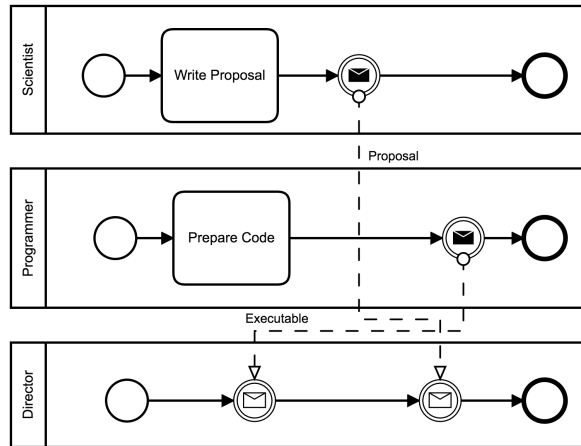 Scientist
Write Proposal
Proposal
Programmer
Prepare Code
Executable
Director